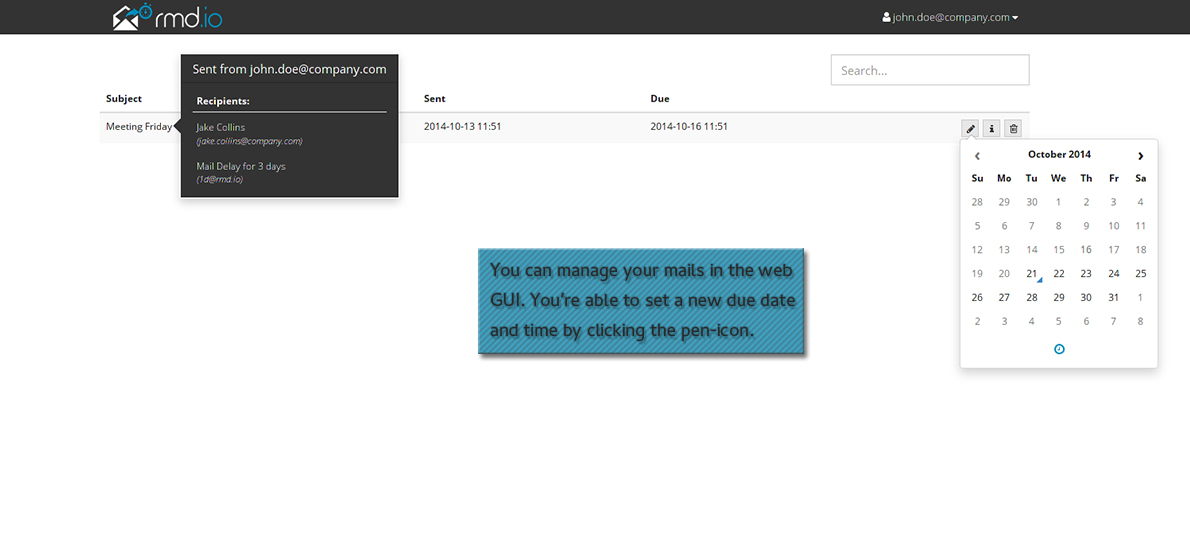 rmd.io
john.doe@company.com
Sent from john.doe@company.com
Recipients:
Jake Collins
(jake.collins@company.com)
Mail Delay for 3 days
(1d@rmd.io)
Search...
Subject Sent Due
Meeting Friday 2014-10-13 11:51 2014-10-16 11:51
‹ October 2014 ›
Su Mo Tu We Th Fr Sa
28 29 30 1 2 3 4
5 6 7 8 9 10 11
12 13 14 15 16 17 18
19 20 21 22 23 24 25
26 27 28 29 30 31 1
2 3 4 5 6 7 8
You can manage your mails in the web
GUI. You're able to set a new due date
and time by clicking the pen-icon.